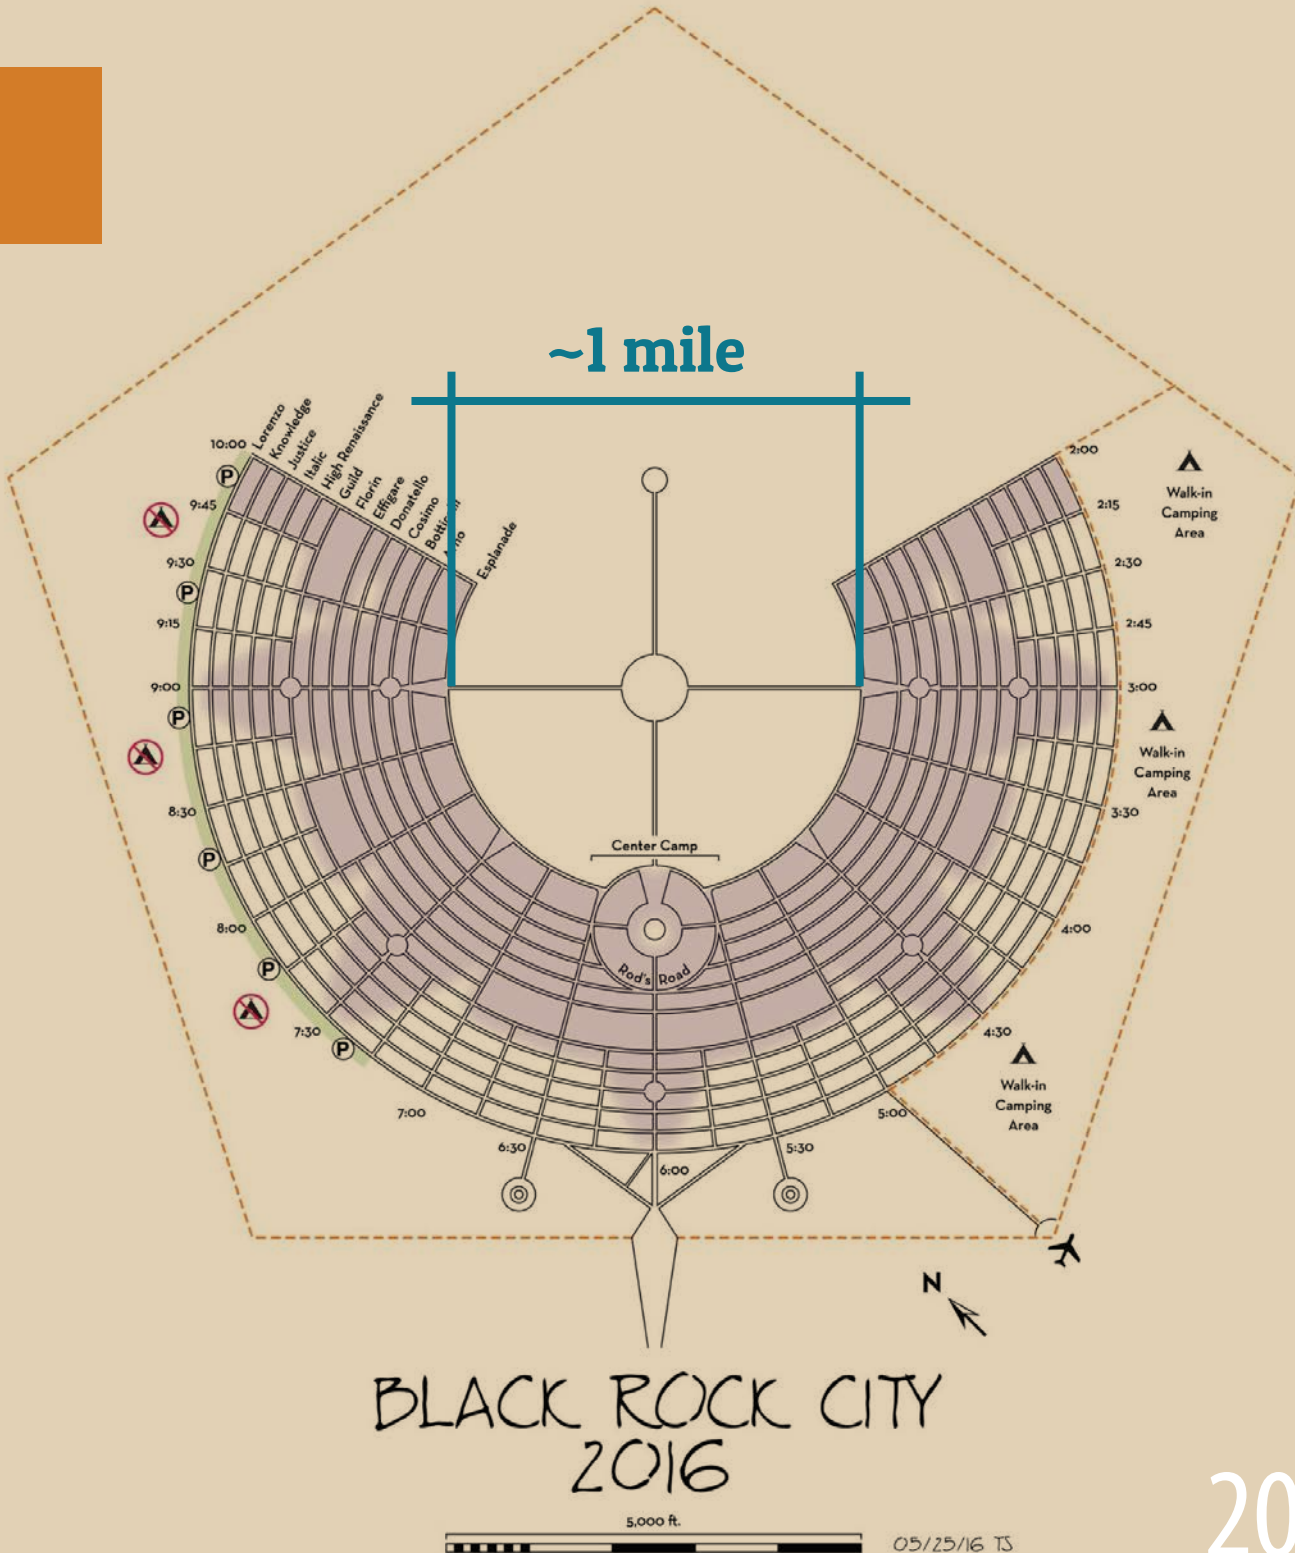 ~1 mile
Lorenzo
Knowledge
Justice
Italic
High Renaissance
Guild
Florin
Effigare
Donatello
Cosimo
Esplanade
10:00
P
9:45
9:30
P
9:15
9:00
P
8:30
P
8:00
P
7:30
P
7:00
6:30
6:00
5:30
5:00
4:30
4:00
3:30
3:00
2:45
2:30
2:15
2:00
Walk-in
Camping
Area
Walk-in
Camping
Area
Walk-in
Camping
Area
Center Camp
Rod's Road
N
BLACK ROCK CITY
2016
5,000 ft.
05/25/16 TS
20